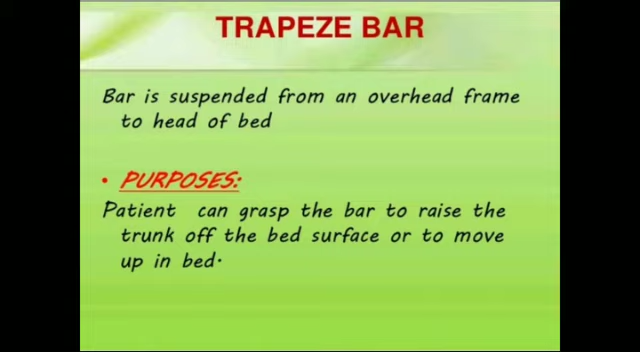 TRAPEZE BAR
Bar is suspended from an overhead frame
to head of bed
• PURPOSES:
Patient can grasp the bar to raise the
trunk off the bed surface or to move
up in bed.